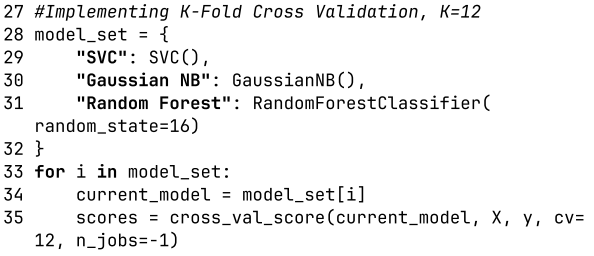 27 #Implementing K-Fold Cross Validation, K=12
28 model_set = {
29     "SVC": SVC(),
30     "Gaussian NB": GaussianNB(),
31     "Random Forest": RandomForestClassifier(
random_state=16)
32 }
33 for i in model_set:
34     current_model = model_set[i]
35     scores = cross_val_score(current_model, X, y, cv=
12, n_jobs=-1)